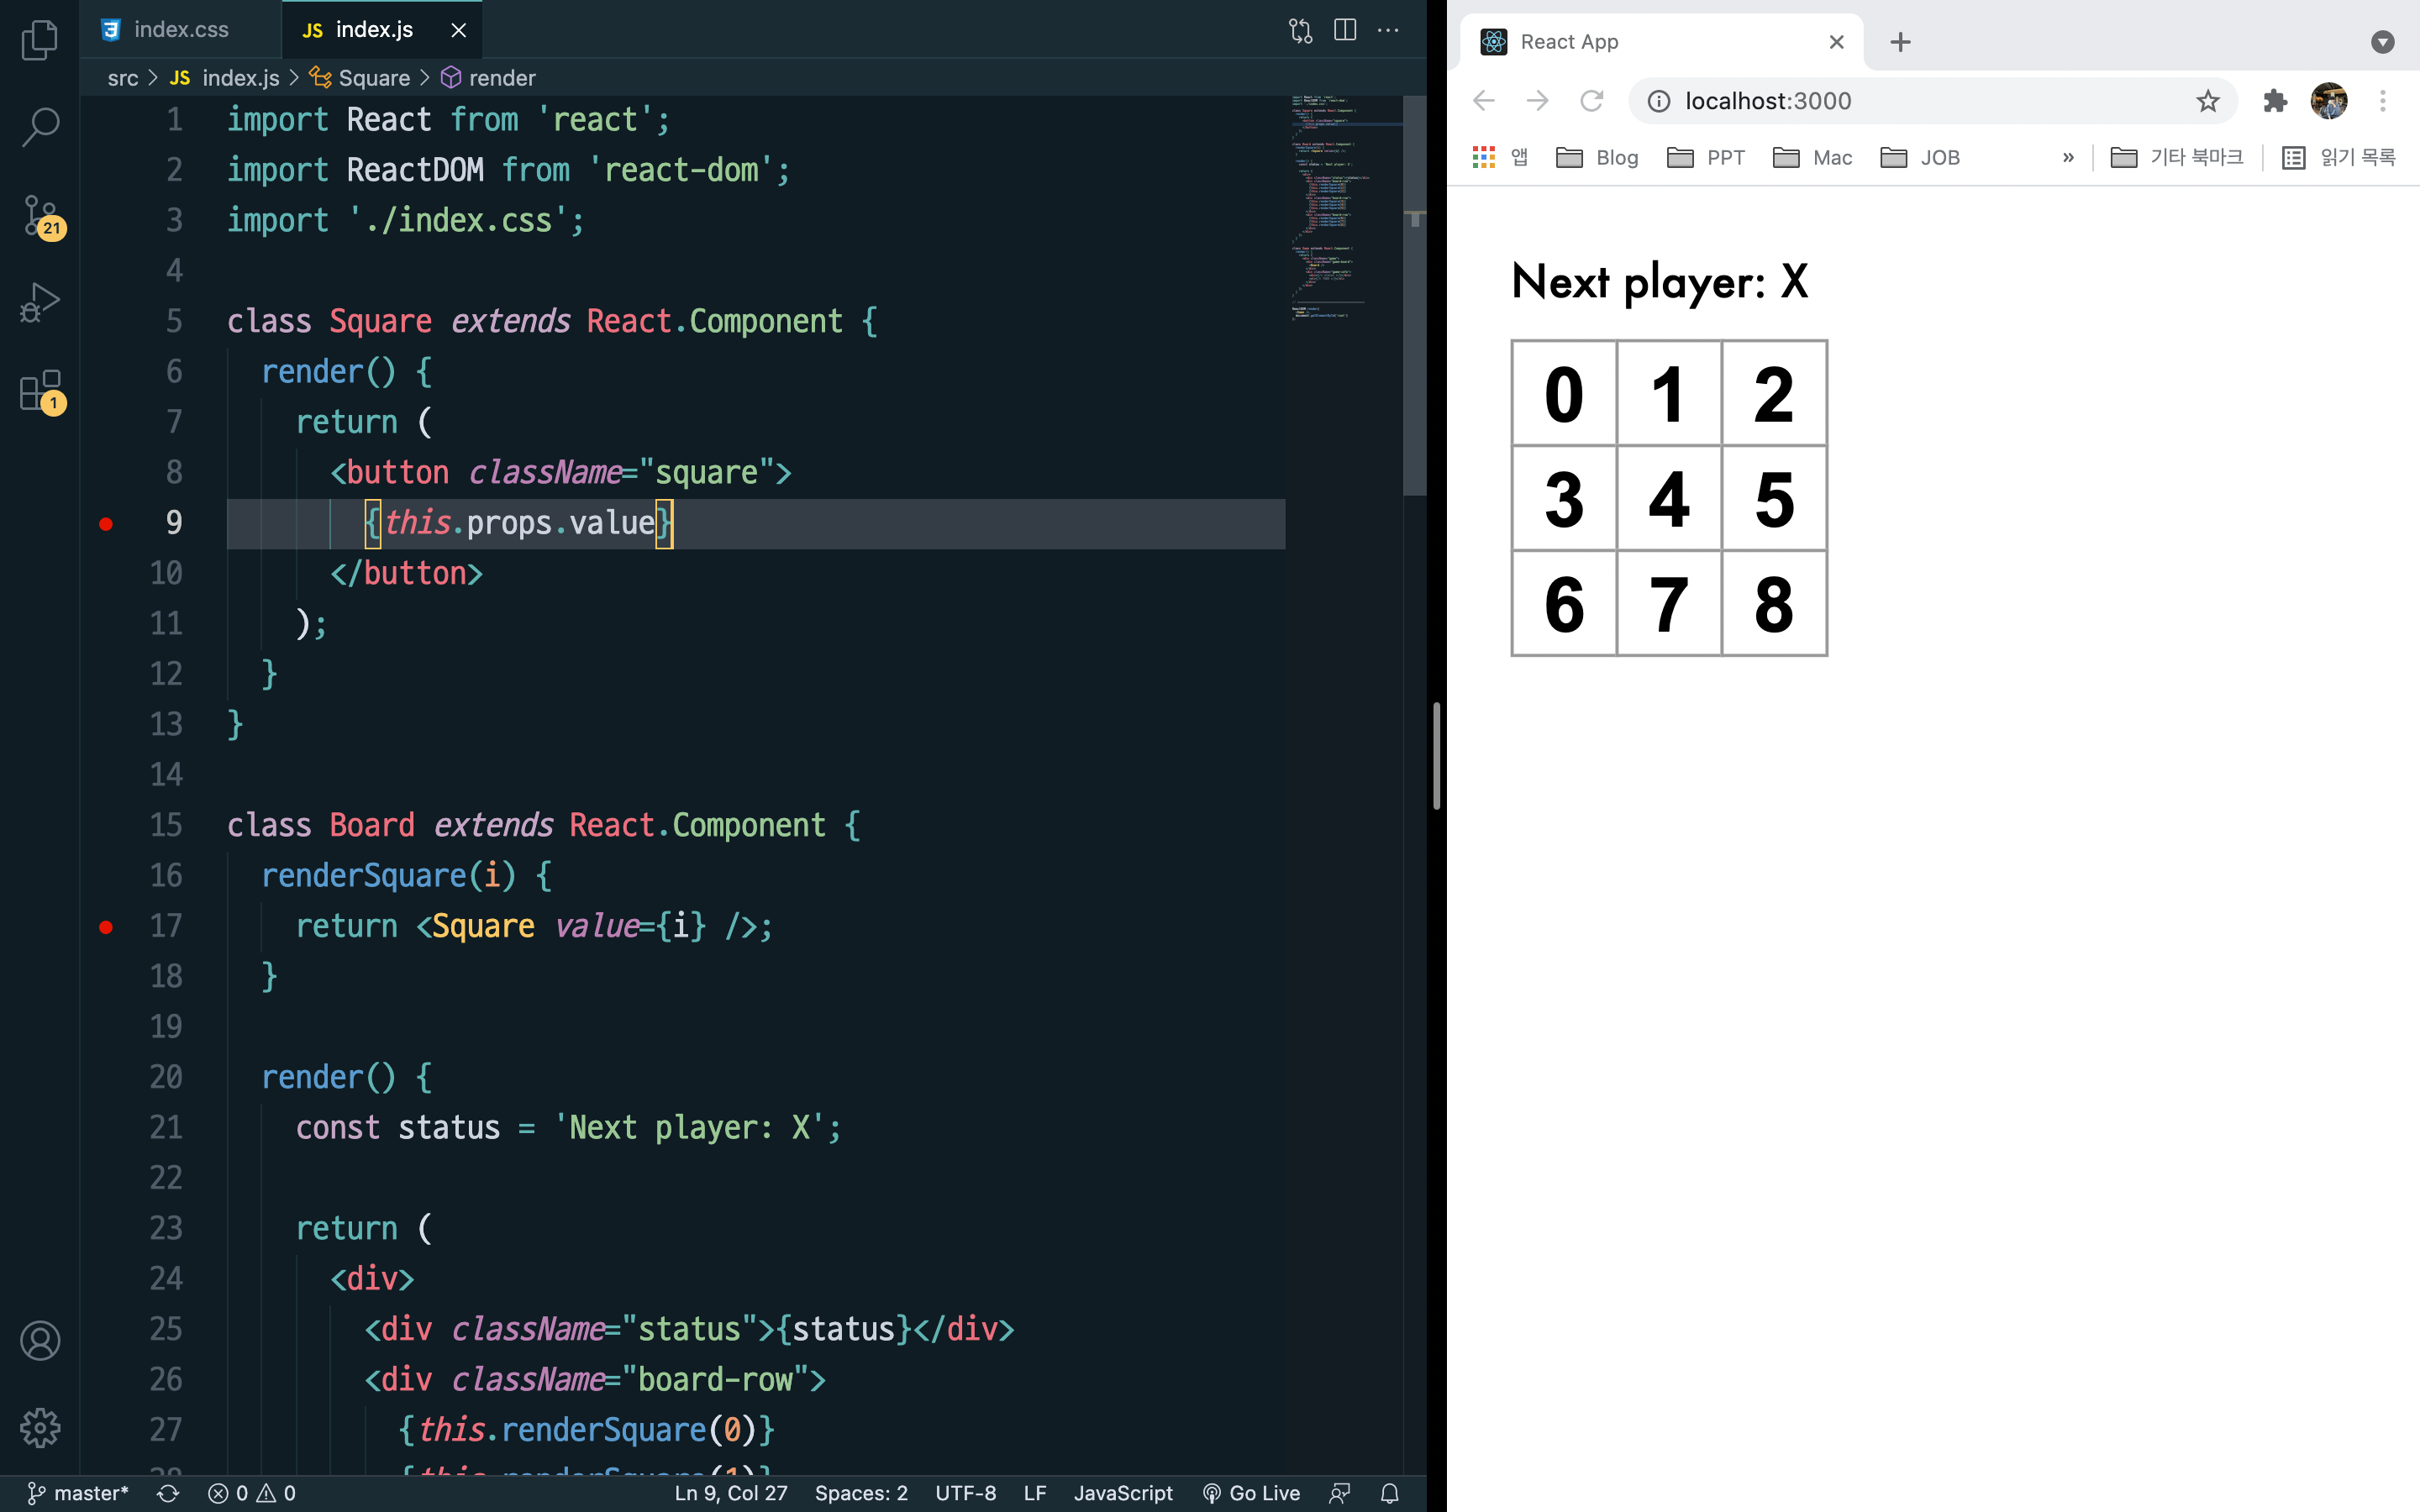 index.css
JS index.js
src > JS index.js > Square > render
1 import React from 'react';
2 import ReactDOM from 'react-dom';
3 import './index.css';
4
5 class Square extends React.Component {
6 render() {
7 return (
8 <button className="square">
9 {this.props.value}
10 </button>
11 );
12 }
13 }
14
15 class Board extends React.Component {
16 renderSquare(i) {
17 return <Square value={i} />;
18 }
19
20 render() {
21 const status = 'Next player: X';
22
23 return (
24 <div>
25 <div className="status">{status}</div>
26 <div className="board-row">
27 {this.renderSquare(0)}
28 {this.renderSquare(1)}
21
1
master* 0 0 Ln 9, Col 27 Spaces: 2 UTF-8 LF JavaScript Go Live
React App
localhost:3000
앱 Blog PPT Mac JOB » 기타 북마크 읽기 목록
Next player: X
0 1 2
3 4 5
6 7 8